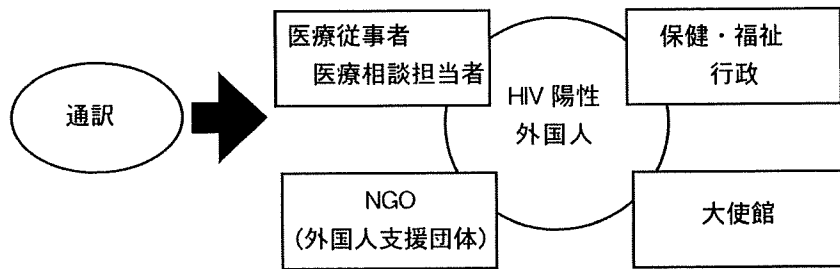 通訳
医療従事者
医療相談担当者
HIV 陽性
外国人
保健・福祉
行政
NGO
（外国人支援団体）
大使館